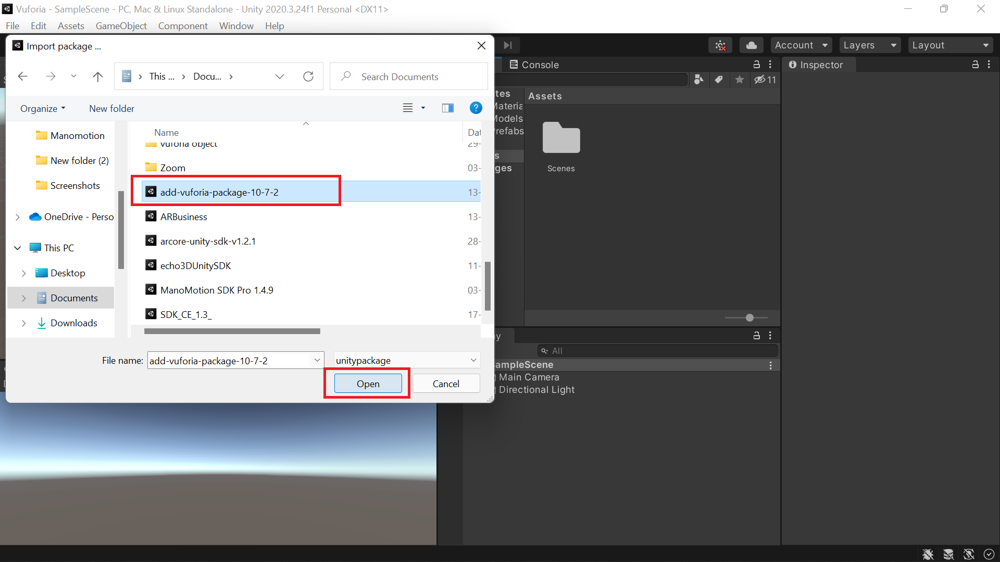 Vuforia - SampleScene - PC, Mac & Linux Standalone - Unity 2020.3.24f1 Personal <DX11>
File Edit Assets GameObject Component Window Help
Import package ...
Account Layers Layout
Console
Inspector
This ... Docu...
Search Documents
11
Organize New folder
?
ites
Assets
Materia
Models
refabs
Name Dat
Manomotion
vuforia object 29-
New folder (2)
Zoom 03-
s
ges
Scenes
Screenshots
add-vuforia-package-10-7-2 13-
OneDrive - Perso
ARBusiness 13-
arcore-unity-sdk-v1.2.1 28-
This PC
echo3DUnitySDK 11-
Desktop
ManoMotion SDK Pro 1.4.9 03-
Documents
SDK_CE_1.3_ 17-
Downloads
y
All
File name: add-vuforia-package-10-7-2 unitypackage
ampleScene
Main Camera
Open Cancel
Directional Light